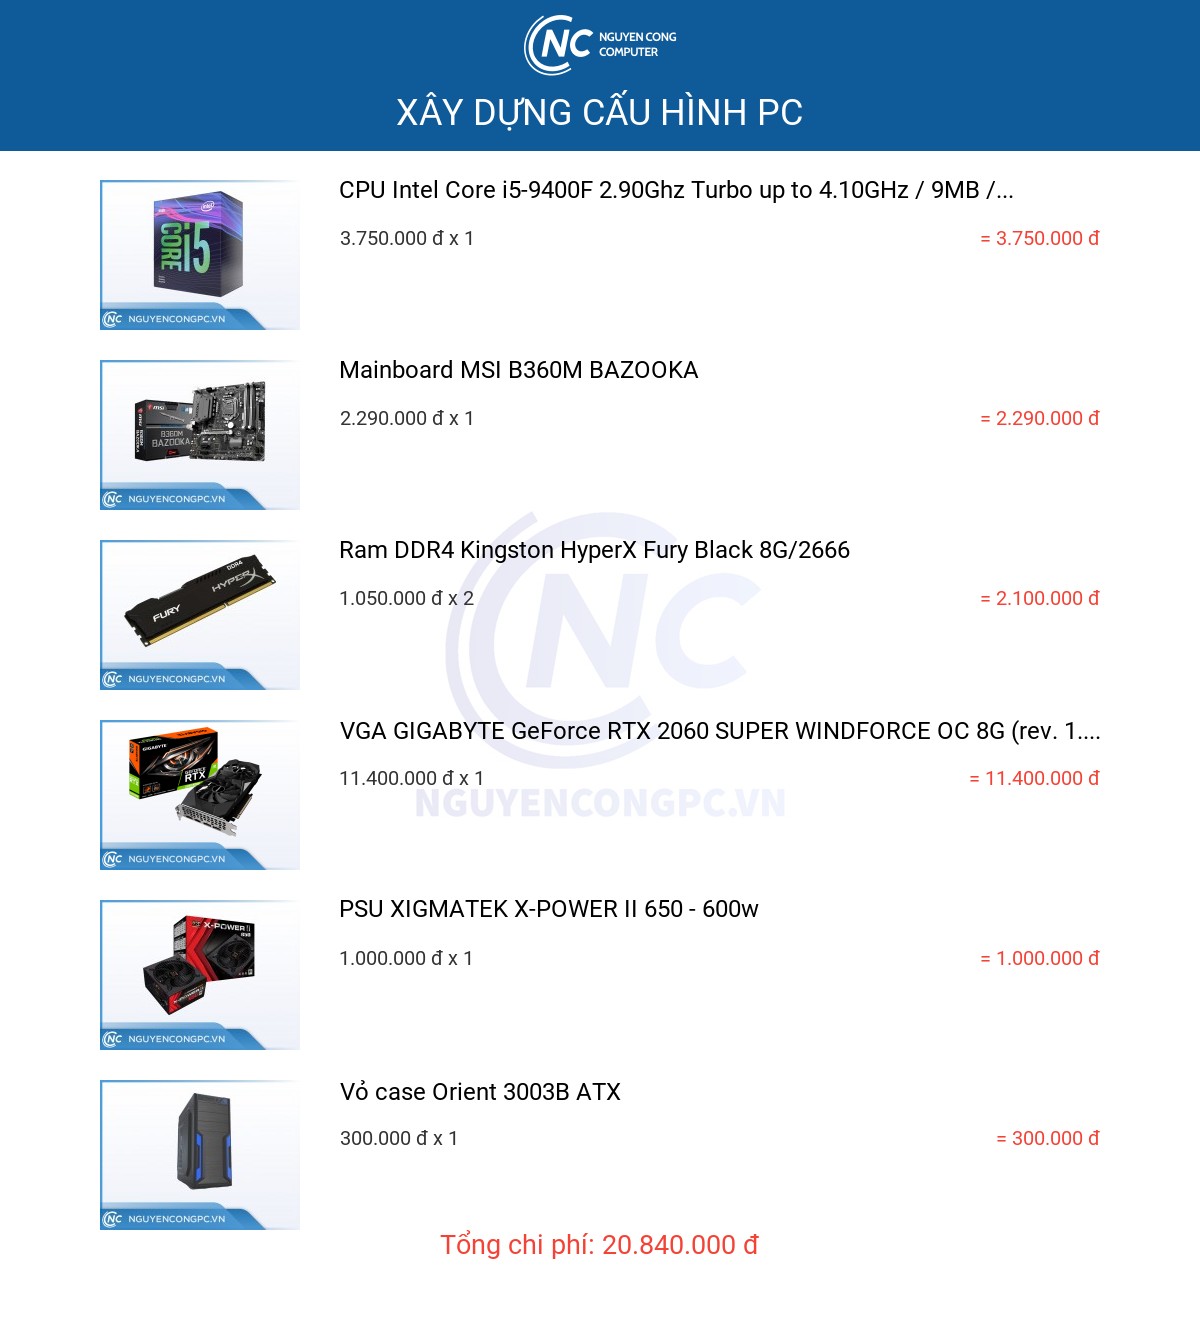 NC NGUYEN CONG
COMPUTER
XÂY DỰNG CẤU HÌNH PC
CPU Intel Core i5-9400F 2.90Ghz Turbo up to 4.10GHz / 9MB /...
3.750.000 đ x 1
= 3.750.000 đ
intel
CORE i5
NC NGUYENCONGPC.VN
Mainboard MSI B360M BAZOOKA
2.290.000 đ x 1
= 2.290.000 đ
msi
B360M
BAZOOKA
NC NGUYENCONGPC.VN
Ram DDR4 Kingston HyperX Fury Black 8G/2666
1.050.000 đ x 2
= 2.100.000 đ
DDR4
HYPERX
FURY
NC NGUYENCONGPC.VN
NC
VGA GIGABYTE GeForce RTX 2060 SUPER WINDFORCE OC 8G (rev. 1....
11.400.000 đ x 1
= 11.400.000 đ
GIGABYTE
RTX
NC NGUYENCONGPC.VN
NGUYENCONGPC.VN
PSU XIGMATEK X-POWER II 650 - 600w
1.000.000 đ x 1
= 1.000.000 đ
X-POWER II
NC NGUYENCONGPC.VN
Vỏ case Orient 3003B ATX
300.000 đ x 1
= 300.000 đ
NC NGUYENCONGPC.VN
Tổng chi phí: 20.840.000 đ